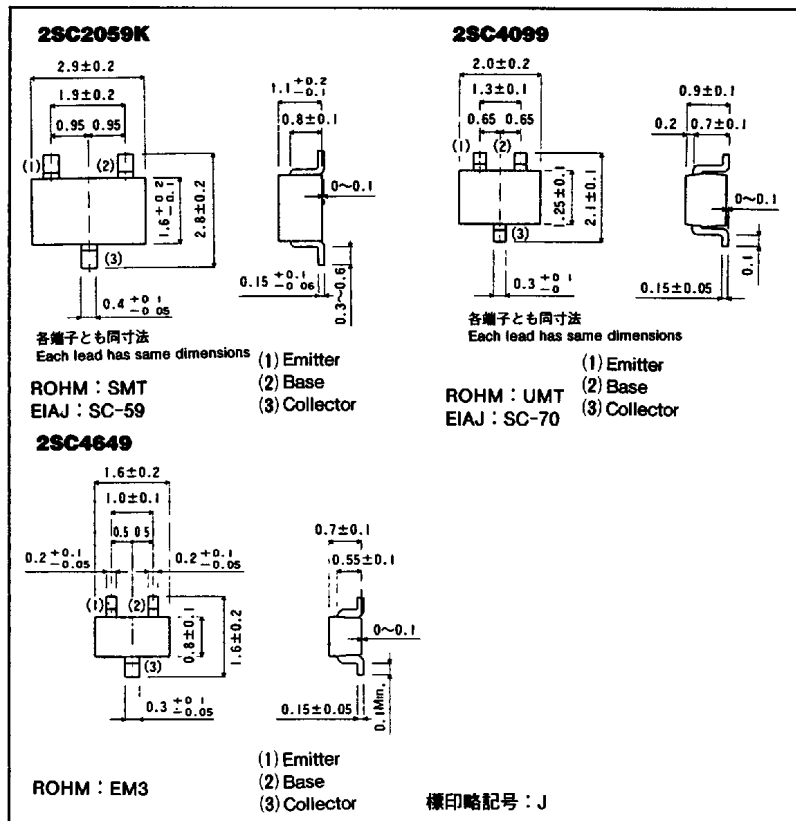 2SC2059K
2.9±0.2
1.9±0.2
0.95 0.95
(1) (2)
1.6 +0.2 −0.1
2.8±0.2
(3)
0.4 +0.1 −0.05
1.1 +0.2 −0.1
0.8±0.1
0～0.1
0.15 +0.1 −0.06
0.3～0.6
各端子とも同寸法
Each lead has same dimensions
(1) Emitter
(2) Base
(3) Collector
ROHM：SMT
EIAJ：SC-59
2SC4099
2.0±0.2
1.3±0.1
0.65 0.65
(1) (2)
1.25±0.1
2.1±0.1
(3)
0.3 +0.1 −0
0.9±0.1
0.2 0.7±0.1
0～0.1
0.15±0.05
0.1
各端子とも同寸法
Each lead has same dimensions
(1) Emitter
(2) Base
(3) Collector
ROHM：UMT
EIAJ：SC-70
2SC4649
1.6±0.2
1.0±0.1
0.5 0.5
0.2 +0.1 −0.05
0.2 +0.1 −0.05
(1) (2)
0.8±0.1
1.6±0.2
(3)
0.3 +0.1 −0.05
0.7±0.1
0.55±0.1
0～0.1
0.15±0.05
0.1Min.
(1) Emitter
(2) Base
(3) Collector
ROHM：EM3
標印略記号：J